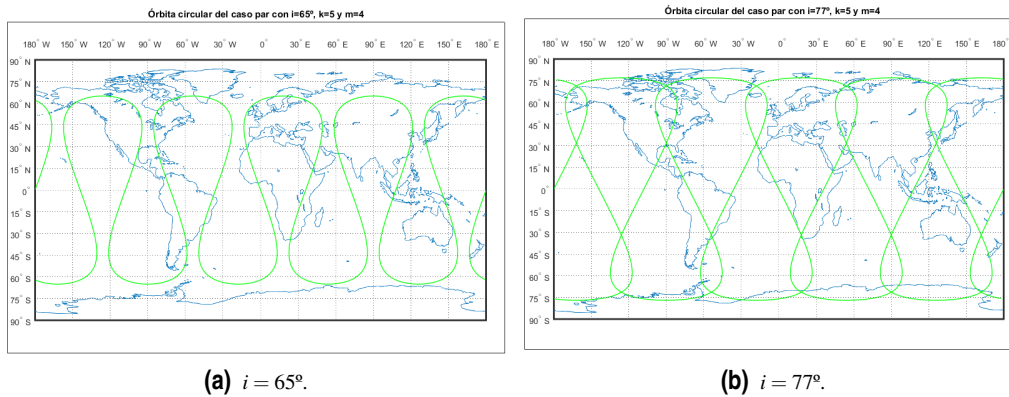 Órbita circular del caso par con i=65º, k=5 y m=4
180° W 150° W 120° W 90° W 60° W 30° W 0° 30° E 60° E 90° E 120° E 150° E 180° E
90° N
75° N
60° N
45° N
30° N
15° N
0°
15° S
30° S
45° S
60° S
75° S
90° S
(a) i = 65º.
Órbita circular del caso par con i=77º, k=5 y m=4
180° W 150° W 120° W 90° W 60° W 30° W 0° 30° E 60° E 90° E 120° E 150° E 180°
90° N
75° N
60° N
45° N
30° N
15° N
0°
15° S
30° S
45° S
60° S
75° S
90° S
(b) i = 77º.